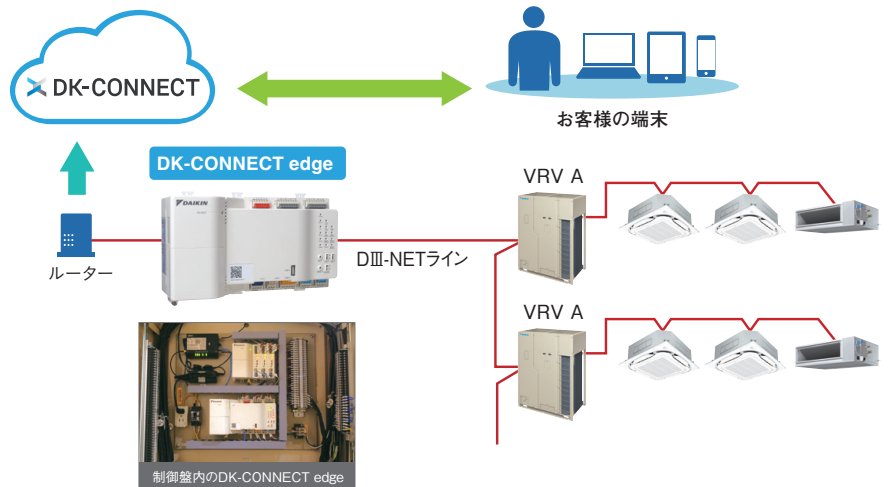 DK-CONNECT
お客様の端末
DK-CONNECT edge
DAIKIN
ルーター
DⅢ-NETライン
VRV A
VRV A
制御盤内のDK-CONNECT edge